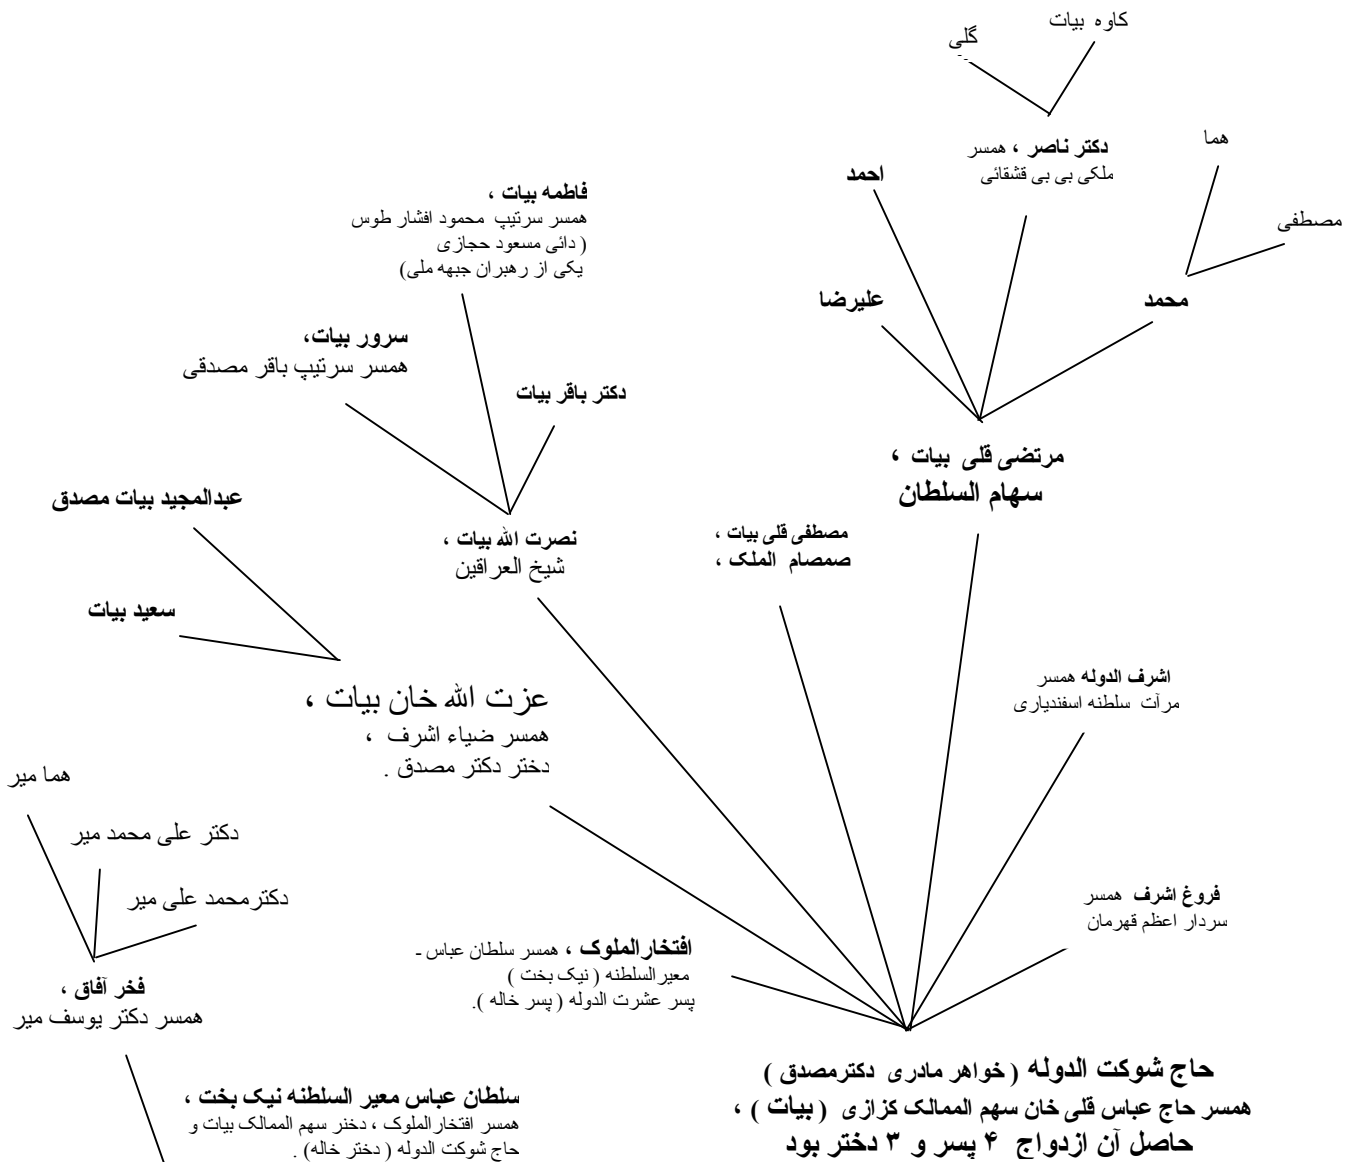 کاوه بیات
گلی
دکتر ناصر ، همسر
ملکی بی بی قشقائی
هما
مصطفی
احمد
علیرضا
محمد
فاطمه بیات ،
همسر سرتیپ محمود افشار طوس
( دائی مسعود حجازی
یکی از رهبران جبهه ملی)
سرور بیات،
همسر سرتیپ باقر مصدقی
دکتر باقر بیات
مرتضی قلی بیات ،
سهام السلطان
عبدالمجید بیات مصدق
نصرت الله بیات ،
شیخ العراقین
مصطفی قلی بیات ،
صمصام الملک ،
سعید بیات
عزت الله خان بیات ،
همسر ضیاء اشرف ،
دختر دکتر مصدق .
اشرف الدوله همسر
مرآت سلطنه اسفندیاری
هما میر
دکتر علی محمد میر
دکترمحمد علی میر
فروغ اشرف همسر
سردار اعظم قهرمان
افتخارالملوک ، همسر سلطان عباس ـ
معیرالسلطنه ( نیک بخت )
پسر عشرت الدوله ( پسر خاله ).
فخر آفاق ،
همسر دکتر یوسف میر
حاج شوکت الدوله ( خواهر مادری دکترمصدق )
همسر حاج عباس قلی خان سهم الممالک کزازی ( بیات ) ،
حاصل آن ازدواج ۴ پسر و ۳ دختر بود
سلطان عباس معیر السلطنه نیک بخت ،
همسر افتخارالملوک ، دختر سهم الممالک بیات و
حاج شوکت الدوله ( دختر خاله) .